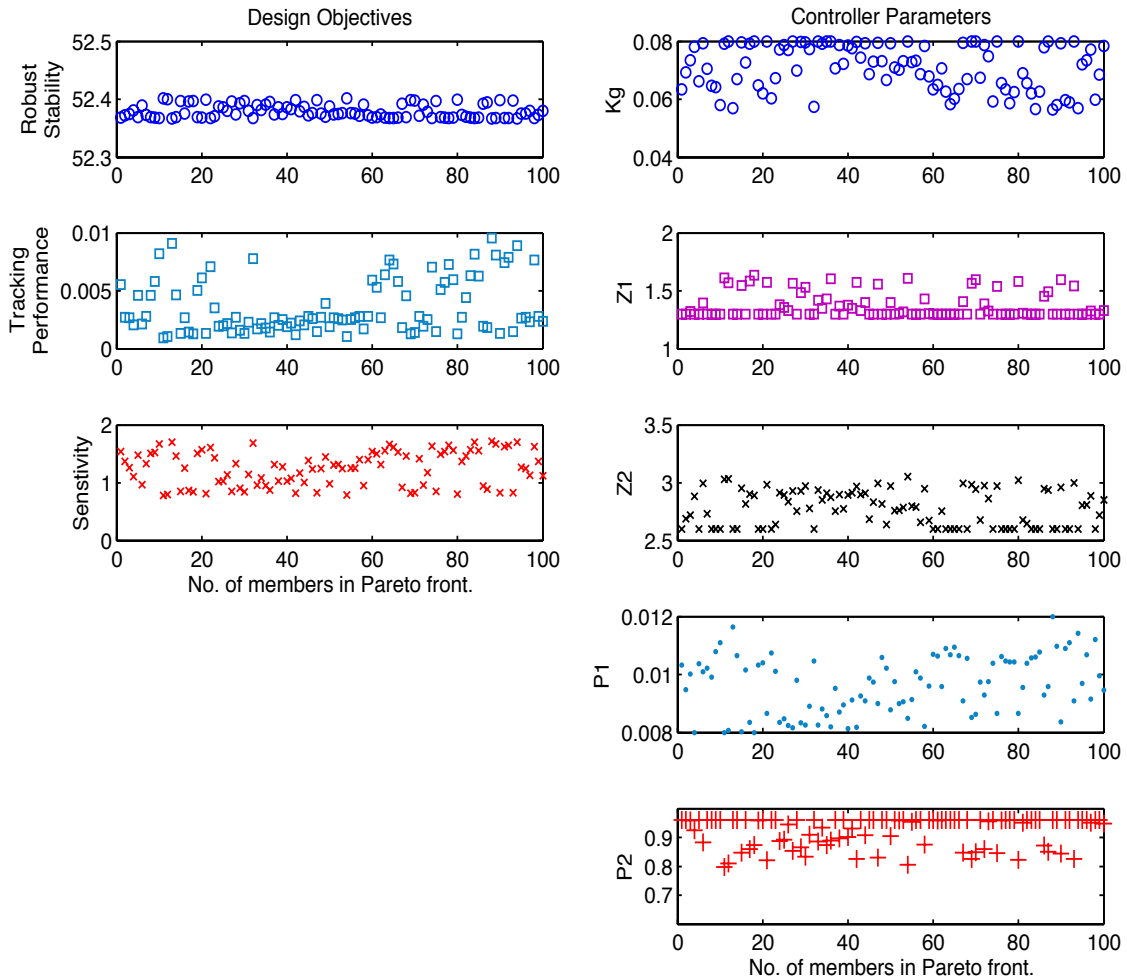 Design Objectives
52.5
52.4
52.3
Robust
Stability
0 20 40 60 80 100
0.01
0.005
0
Tracking
Performance
0 20 40 60 80 100
2
1
0
Senstivity
0 20 40 60 80 100
No. of members in Pareto front.
Controller Parameters
0.08
0.06
0.04
Kg
0 20 40 60 80 100
2
1.5
1
Z1
0 20 40 60 80 100
3.5
3
2.5
Z2
0 20 40 60 80 100
0.012
0.01
0.008
P1
0 20 40 60 80 100
0.9
0.8
0.7
P2
0 20 40 60 80 100
No. of members in Pareto front.